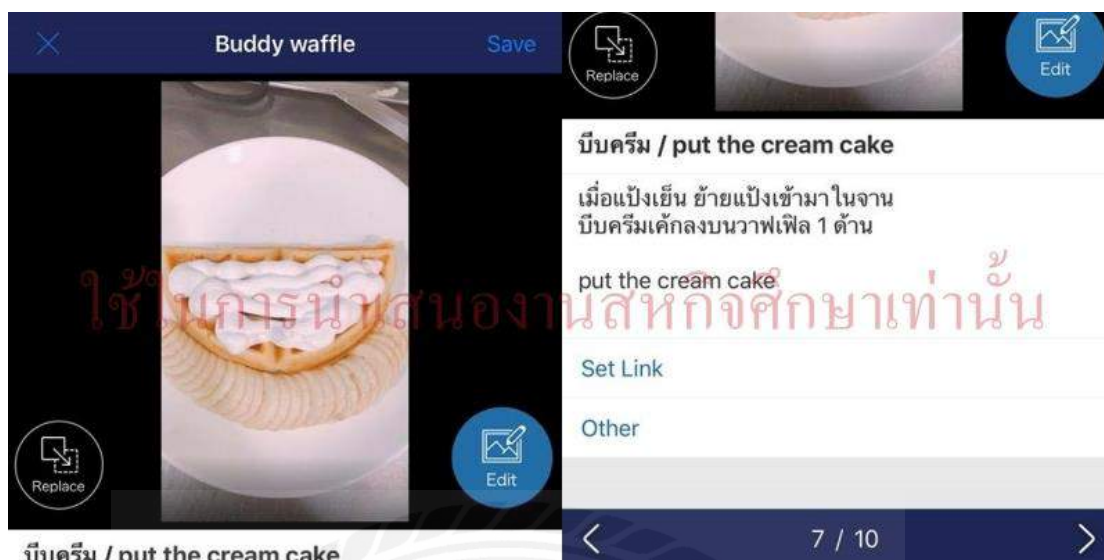 Buddy waffle
Save
Replace
Edit
บีบครีม / put the cream cake
Replace
Edit
บีบครีม / put the cream cake
เมื่อแป้งเย็น ย้ายแป้งเข้ามาในจาน
บีบครีมเค้กลงบนวาฟเฟิล 1 ด้าน
put the cream cake
Set Link
Other
7 / 10
ใช้ในการนำเสนองานสหกิจศึกษาเท่านั้น